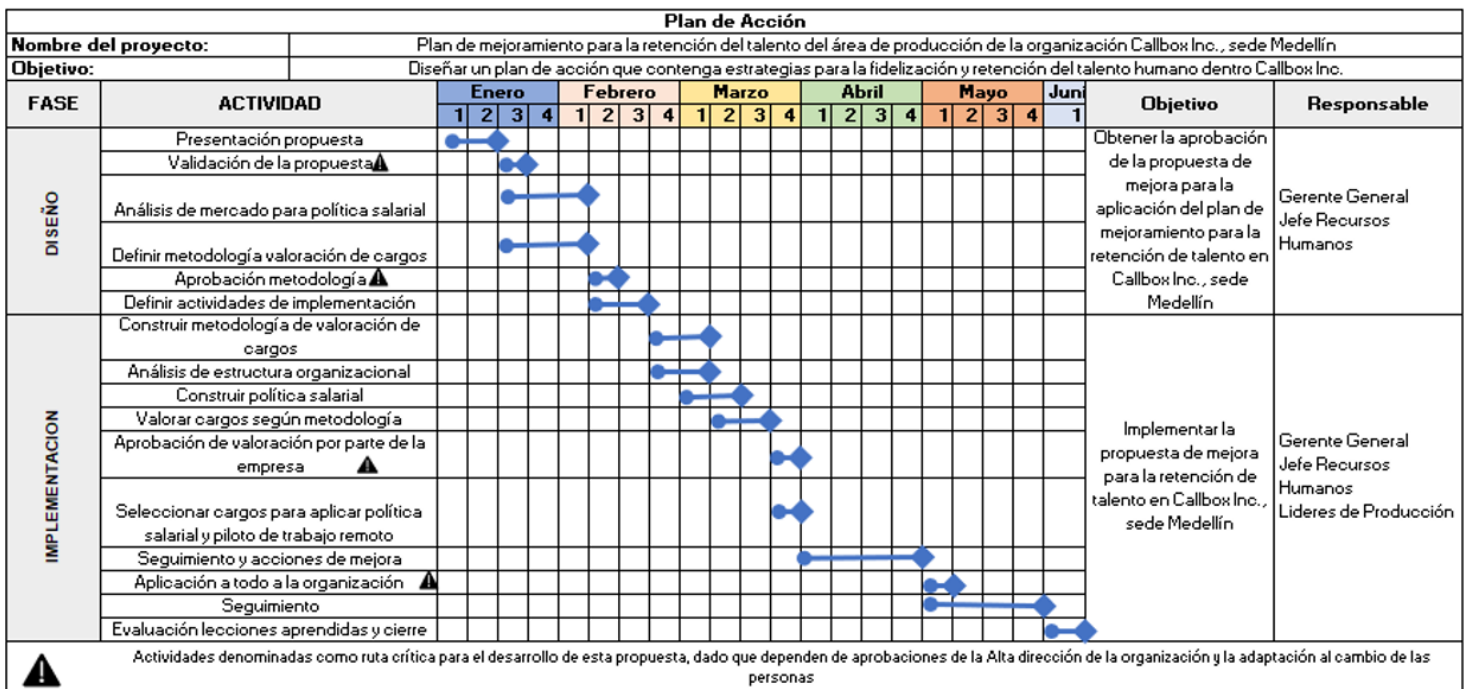 Plan de Acción
Nombre del proyecto: Plan de mejoramiento para la retención del talento del área de producción de la organización Callbox Inc., sede Medellín
Objetivo: Diseñar un plan de acción que contenga estrategias para la fidelización y retención del talento humano dentro Callbox Inc.
FASE ACTIVIDAD Enero Febrero Marzo Abril Mayo Juni Objetivo Responsable
1 2 3 4 1 2 3 4 1 2 3 4 1 2 3 4 1 2 3 4 1
DISEÑO
Presentación propuesta
Validación de la propuesta
Análisis de mercado para política salarial
Definir metodología valoración de cargos
Aprobación metodología
Definir actividades de implementación
Obtener la aprobación
de la propuesta de
mejora para la
aplicación del plan de
mejoramiento para la
retención de talento en
Callbox Inc., sede
Medellín
Gerente General
Jefe Recursos
Humanos
IMPLEMENTACION
Construir metodología de valoración de
cargos
Análisis de estructura organizacional
Construir política salarial
Valorar cargos según metodología
Aprobación de valoración por parte de la
empresa
Seleccionar cargos para aplicar política
salarial y piloto de trabajo remoto
Seguimiento y acciones de mejora
Aplicación a todo a la organización
Seguimiento
Evaluación lecciones aprendidas y cierre
Implementar la
propuesta de mejora
para la retención de
talento en Callbox Inc.,
sede Medellín
Gerente General
Jefe Recursos
Humanos
Lideres de Producción
Actividades denominadas como ruta crítica para el desarrollo de esta propuesta, dado que dependen de aprobaciones de la Alta dirección de la organización y la adaptación al cambio de las
personas